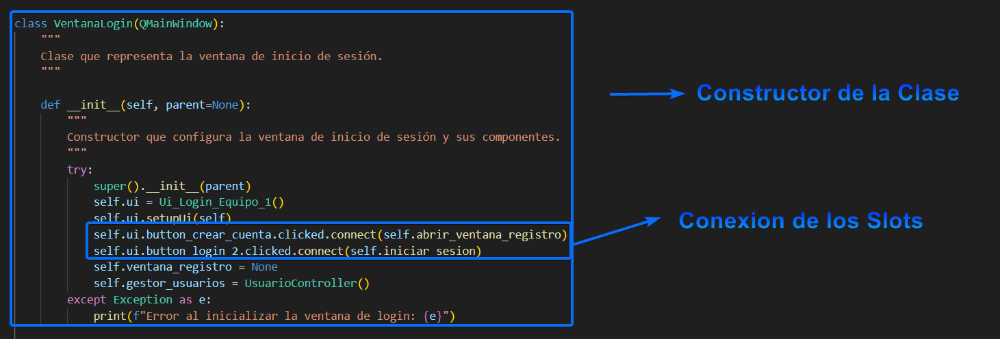 class VentanaLogin(QMainWindow):
    """
    Clase que representa la ventana de inicio de sesión.
    """
    def __init__(self, parent=None):
        """
        Constructor que configura la ventana de inicio de sesión y sus componentes.
        """
        try:
            super().__init__(parent)
            self.ui = Ui_Login_Equipo_1()
            self.ui.setupUi(self)
            self.ui.button_crear_cuenta.clicked.connect(self.abrir_ventana_registro)
            self.ui.button_login_2.clicked.connect(self.iniciar_sesion)
            self.ventana_registro = None
            self.gestor_usuarios = UsuarioController()
        except Exception as e:
            print(f"Error al inicializar la ventana de login: {e}")
Constructor de la Clase
Conexion de los Slots